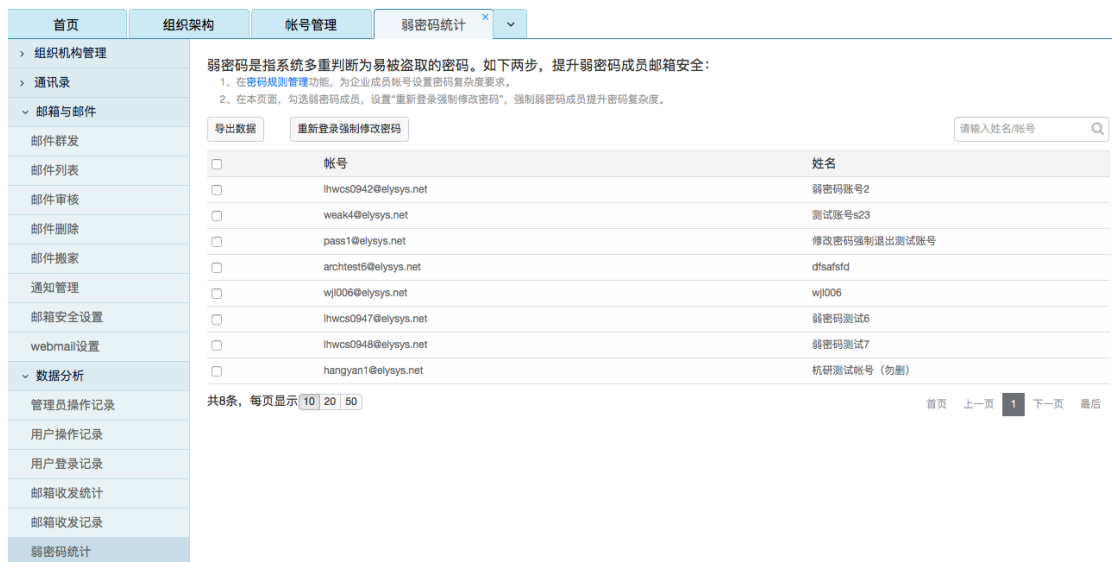 首页 组织架构 帐号管理 弱密码统计 ×
组织机构管理
通讯录
邮箱与邮件
邮件群发
邮件列表
邮件审核
邮件删除
邮件搬家
通知管理
邮箱安全设置
webmail设置
数据分析
管理员操作记录
用户操作记录
用户登录记录
邮箱收发统计
邮箱收发记录
弱密码统计
弱密码是指系统多重判断为易被盗取的密码。如下两步，提升弱密码成员邮箱安全：
1、在密码规则管理功能，为企业成员帐号设置密码复杂度要求。
2、在本页面，勾选弱密码成员，设置“重新登录强制修改密码”，强制弱密码成员提升密码复杂度。
导出数据 重新登录强制修改密码 请输入姓名/帐号
帐号 姓名
lhwcs0942@elysys.net 弱密码账号2
weak4@elysys.net 测试账号s23
pass1@elysys.net 修改密码强制退出测试账号
archtest6@elysys.net dfsafsfd
wjl006@elysys.net wjl006
lhwcs0947@elysys.net 弱密码测试6
lhwcs0948@elysys.net 弱密码测试7
hangyan1@elysys.net 杭研测试帐号（勿删）
共8条，每页显示 10 20 50 首页 上一页 1 下一页 最后